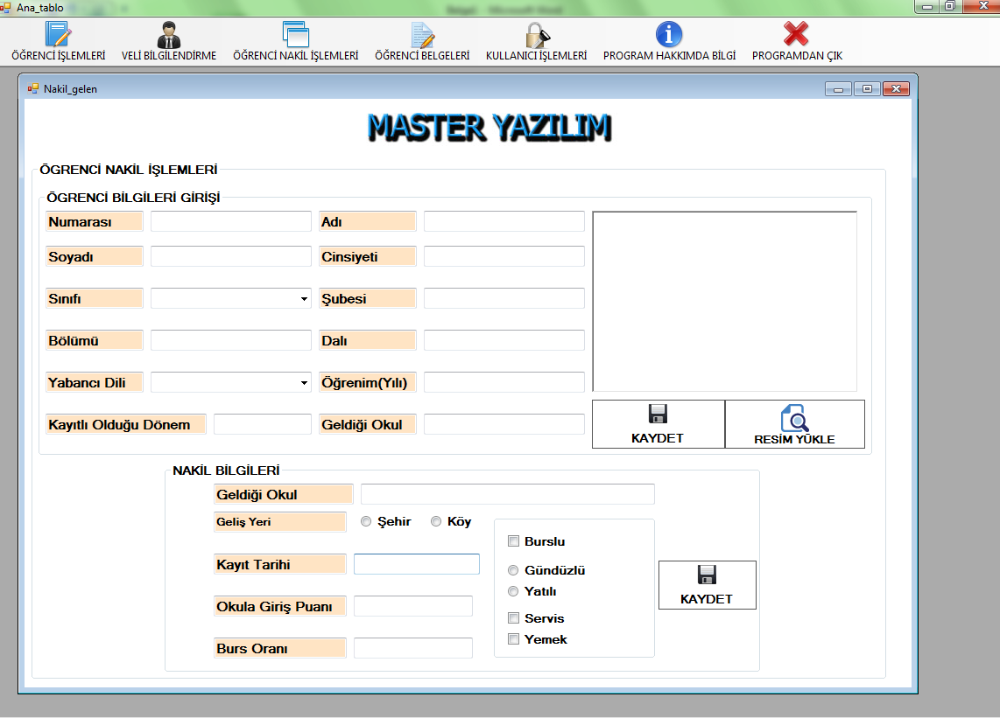 Ana_tablo
ÖĞRENCİ İŞLEMLERİ VELİ BİLGİLENDİRME ÖĞRENCİ NAKİL İŞLEMLERİ ÖĞRENCİ BELGELERİ KULLANICI İŞLEMLERİ PROGRAM HAKKIMDA BİLGİ PROGRAMDAN ÇIK
Nakil_gelen
MASTER YAZILIM
ÖGRENCİ NAKİL İŞLEMLERİ
ÖGRENCİ BİLGİLERİ GİRİŞİ
Numarası Adı
Soyadı Cinsiyeti
Sınıfı Şubesi
Bölümü Dalı
Yabancı Dili Öğrenim(Yılı)
Kayıtlı Olduğu Dönem Geldiği Okul
KAYDET RESİM YÜKLE
NAKİL BİLGİLERİ
Geldiği Okul
Geliş Yeri Şehir Köy
Burslu
Kayıt Tarihi Gündüzlü
Yatılı
KAYDET
Okula Giriş Puanı
Servis
Yemek
Burs Oranı